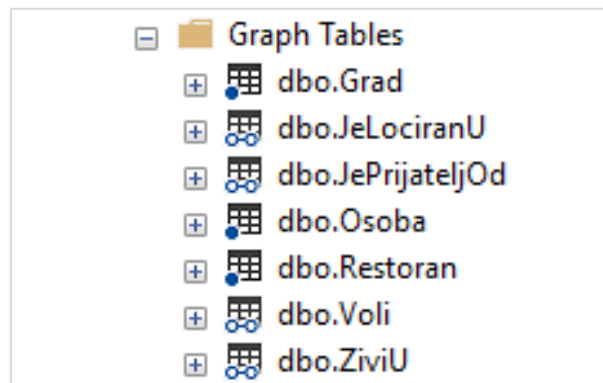 Graph Tables
dbo.Grad
dbo.JeLociranU
dbo.JePrijateljOd
dbo.Osoba
dbo.Restoran
dbo.Voli
dbo.ZiviU